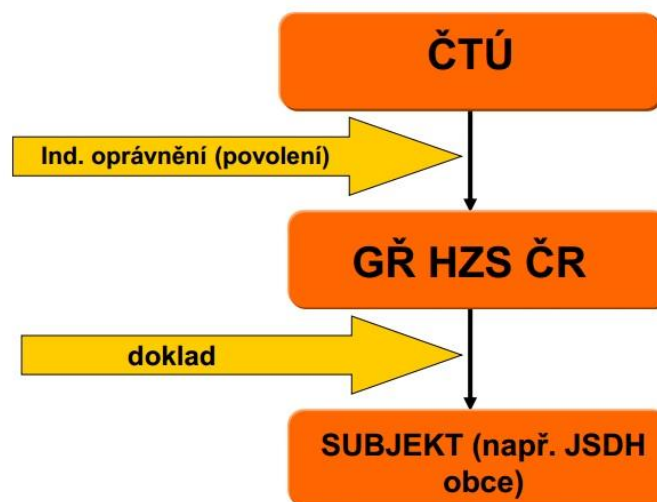 ČTÚ
Ind. oprávnění (povolení)
GŘ HZS ČR
doklad
SUBJEKT (např. JSDH
obce)